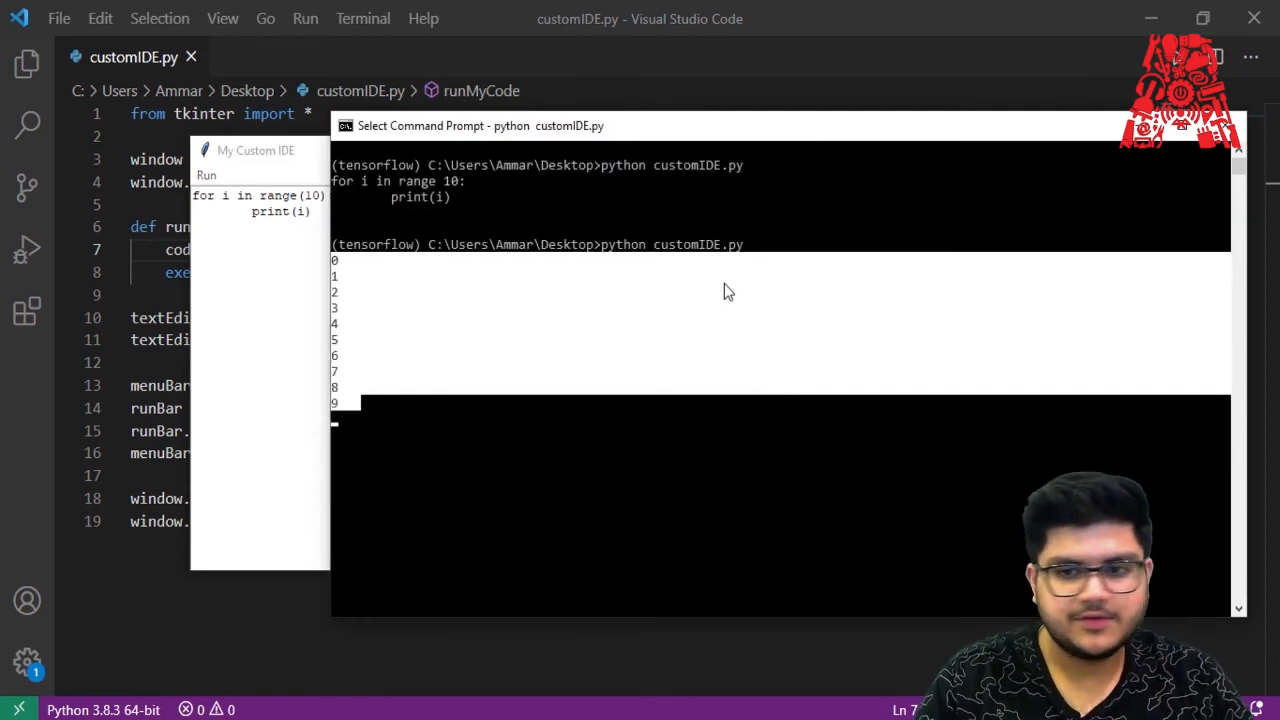 File Edit Selection View Go Run Terminal Help customIDE.py - Visual Studio Code
customIDE.py
C: Users Ammar Desktop customIDE.py runMyCode
1 from tkinter import *
2
3 window
4 window.
5
6 def run
7 cod
8 exe
9
10 textEdi
11 textEdi
12
13 menuBar
14 runBar
15 runBar.
16 menuBar
17
18 window.
19 window.
My Custom IDE
Run
for i in range(10)
print(i)
C:\. Select Command Prompt - python customIDE.py
(tensorflow) C:\Users\Ammar\Desktop>python customIDE.py
for i in range 10:
print(i)
(tensorflow) C:\Users\Ammar\Desktop>python customIDE.py
0
1
2
3
4
5
6
7
8
9
1
Python 3.8.3 64-bit 0 0 Ln 7